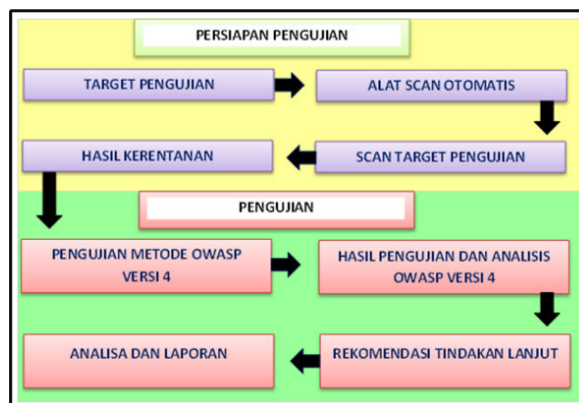 PERSIAPAN PENGUJIAN
TARGET PENGUJIAN
ALAT SCAN OTOMATIS
HASIL KERENTANAN
SCAN TARGET PENGUJIAN
PENGUJIAN
PENGUJIAN METODE OWASP
VERSI 4
HASIL PENGUJIAN DAN ANALISIS
OWASP VERSI 4
ANALISA DAN LAPORAN
REKOMENDASI TINDAKAN LANJUT